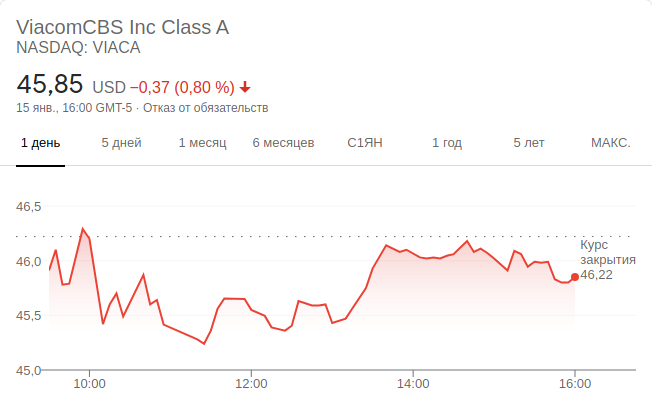 ViacomCBS Inc Class A
NASDAQ: VIACA
45,85 USD −0,37 (0,80 %)
15 янв., 16:00 GMT-5 · Отказ от обязательств
1 день 5 дней 1 месяц 6 месяцев С1ЯН 1 год 5 лет МАКС.
46,5
46,0
45,5
45,0
Курс
закрытия
46,22
10:00 12:00 14:00 16:00